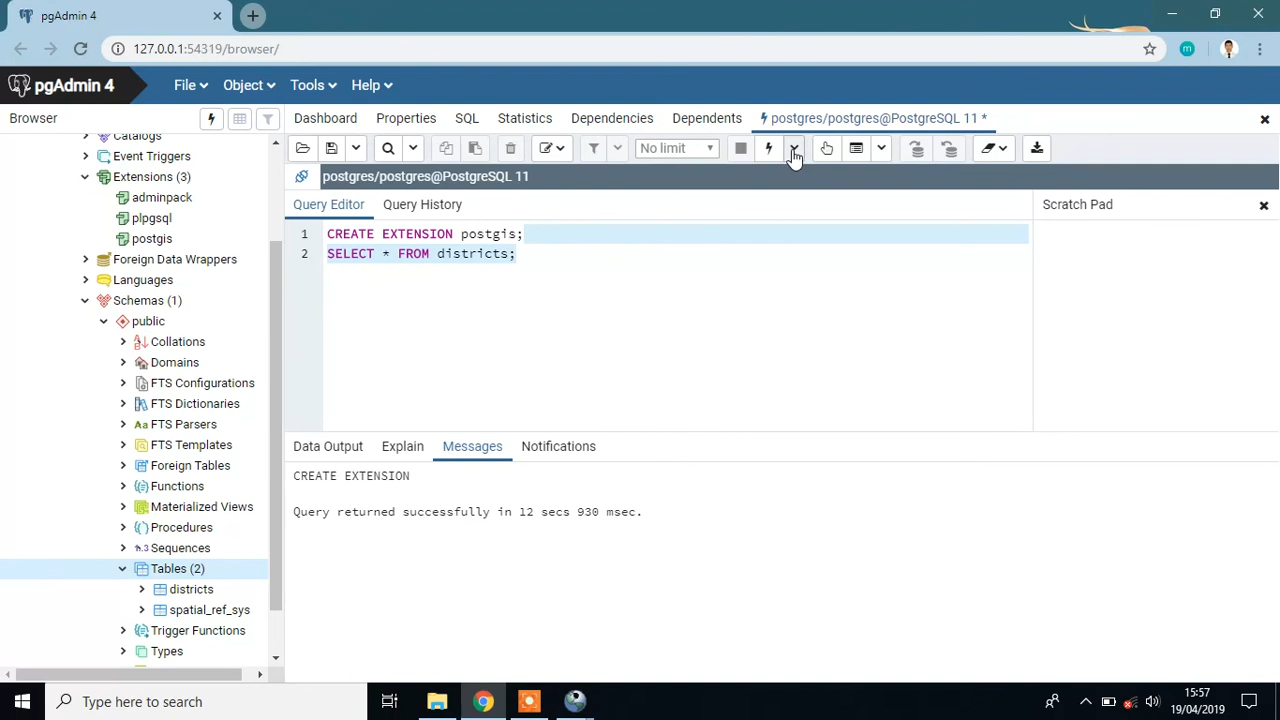 pgAdmin 4
127.0.0.1:54319/browser/
pgAdmin 4
File Object Tools Help
Browser
Dashboard Properties SQL Statistics Dependencies Dependents postgres/postgres@PostgreSQL 11 *
No limit
postgres/postgres@PostgreSQL 11
Query Editor Query History
Scratch Pad
1 CREATE EXTENSION postgis;
2 SELECT * FROM districts;
Catalogs
Event Triggers
Extensions (3)
adminpack
plpgsql
postgis
Foreign Data Wrappers
Languages
Schemas (1)
public
Collations
Domains
FTS Configurations
FTS Dictionaries
Aa FTS Parsers
FTS Templates
Foreign Tables
Functions
Materialized Views
Procedures
Sequences
Tables (2)
districts
spatial_ref_sys
Trigger Functions
Types
Data Output Explain Messages Notifications
CREATE EXTENSION
Query returned successfully in 12 secs 930 msec.
Type here to search
15:57
19/04/2019